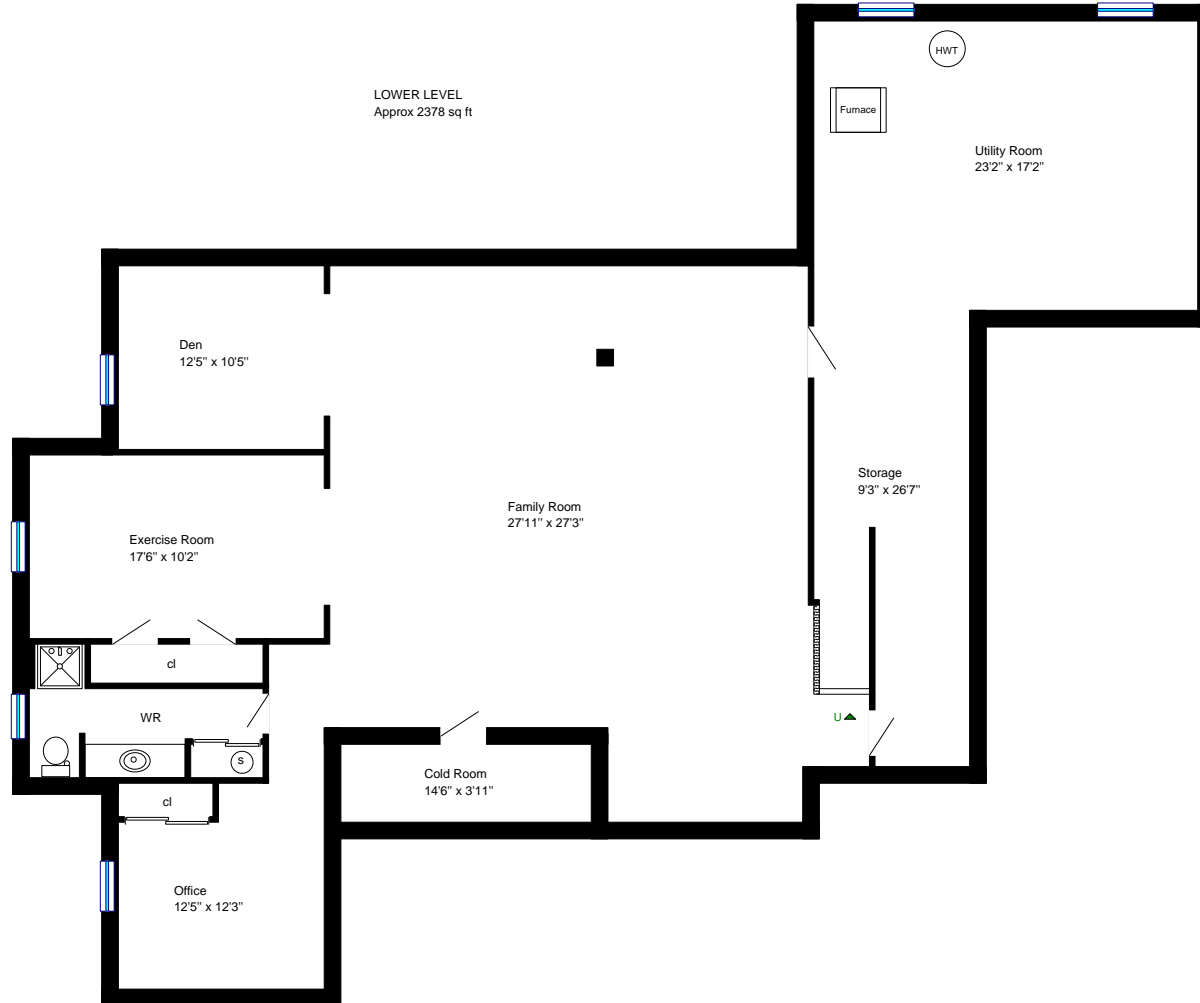 LOWER LEVEL
Approx 2378 sq ft
HWT
Furnace
Utility Room
23'2" x 17'2"
Den
12'5" x 10'5"
Storage
9'3" x 26'7"
Family Room
27'11" x 27'3"
Exercise Room
17'6" x 10'2"
cl
WR
U
S
Cold Room
14'6" x 3'11"
cl
Office
12'5" x 12'3"